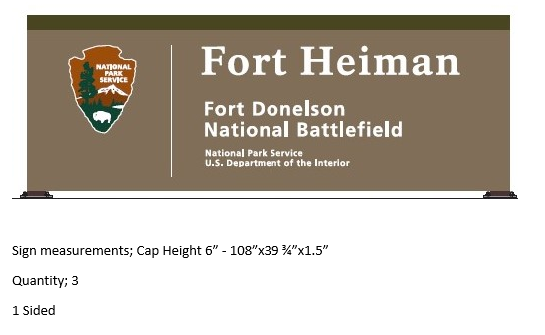 NATIONAL
PARK
SERVICE
Fort Heiman
Fort Donelson
National Battlefield
National Park Service
U.S. Department of the Interior
Sign measurements; Cap Height 6” - 108”x39 ¾”x1.5”
Quantity; 3
1 Sided